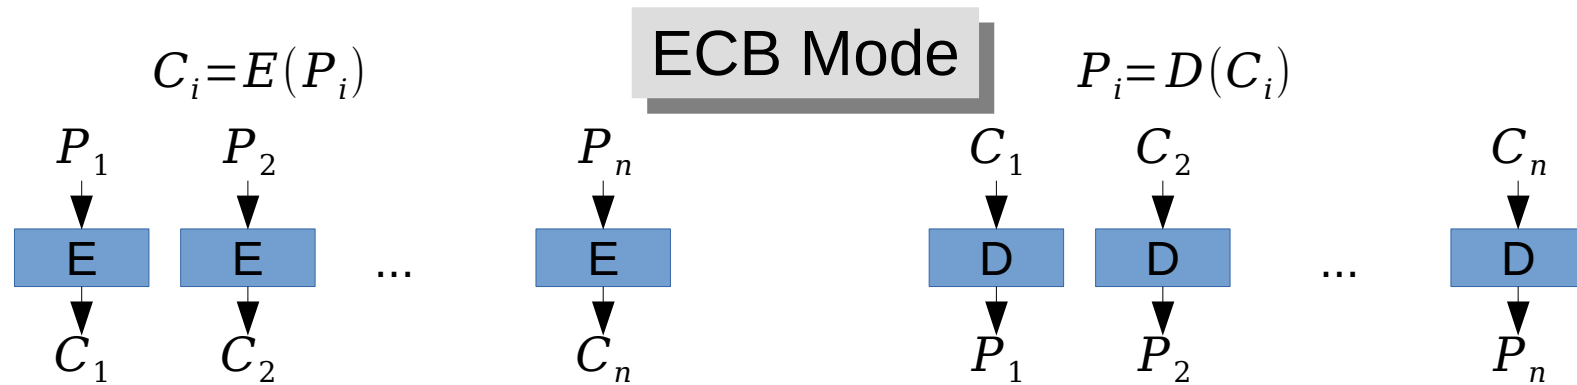 ECB Mode
C_i=E(P_i)
P_1 P_2 P_n
E E ... E
C_1 C_2 C_n
P_i=D(C_i)
C_1 C_2 C_n
D D ... D
P_1 P_2 P_n